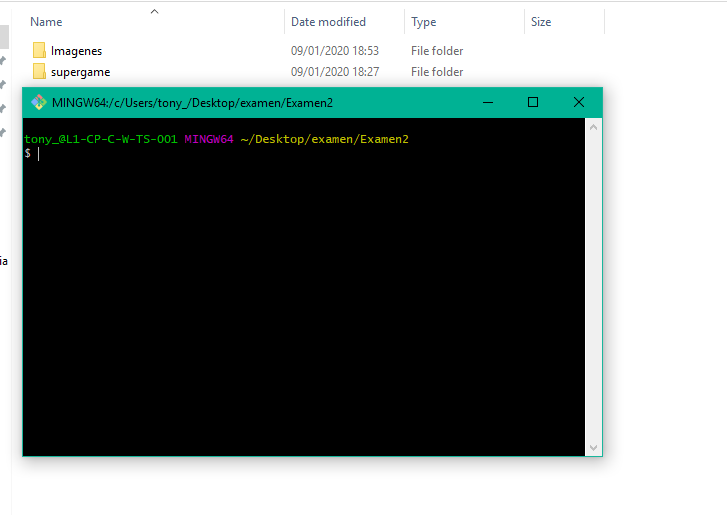 Name Date modified Type Size
Imagenes 09/01/2020 18:53 File folder
supergame 09/01/2020 18:27 File folder
MINGW64:/c/Users/tony_/Desktop/examen/Examen2
tony_@L1-CP-C-W-TS-001 MINGW64 ~/Desktop/examen/Examen2
$
ia